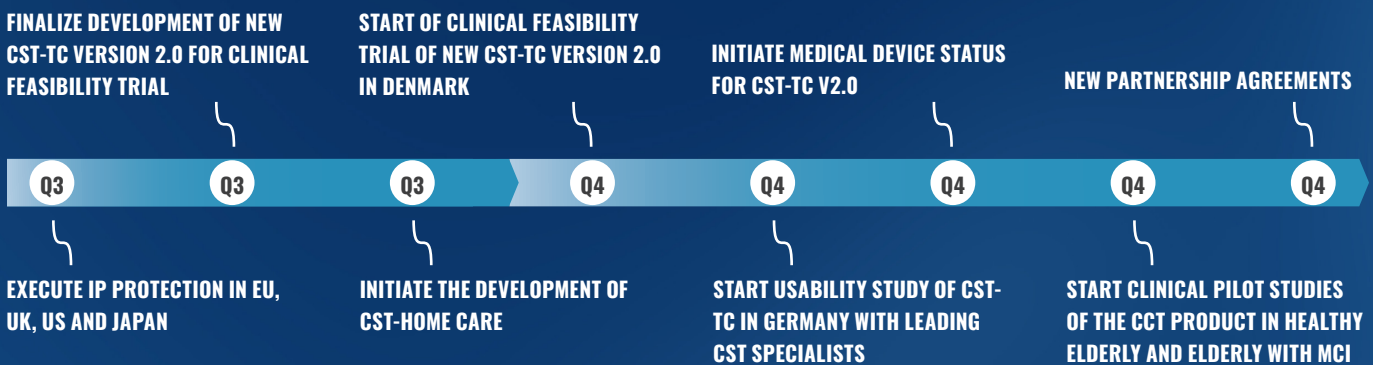 FINALIZE DEVELOPMENT OF NEW
CST-TC VERSION 2.0 FOR CLINICAL
FEASIBILITY TRIAL
START OF CLINICAL FEASIBILITY
TRIAL OF NEW CST-TC VERSION 2.0
IN DENMARK
INITIATE MEDICAL DEVICE STATUS
FOR CST-TC V2.0
NEW PARTNERSHIP AGREEMENTS
Q3
Q3
Q3
Q4
Q4
Q4
Q4
Q4
EXECUTE IP PROTECTION IN EU,
UK, US AND JAPAN
INITIATE THE DEVELOPMENT OF
CST-HOME CARE
START USABILITY STUDY OF CST-
TC IN GERMANY WITH LEADING
CST SPECIALISTS
START CLINICAL PILOT STUDIES
OF THE CCT PRODUCT IN HEALTHY
ELDERLY AND ELDERLY WITH MCI